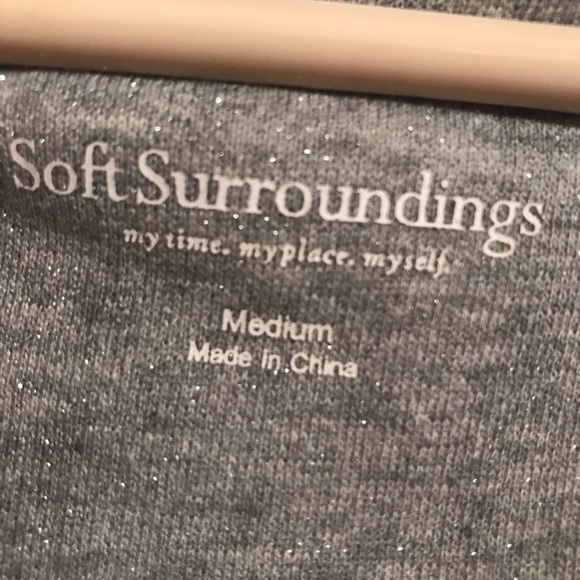 Soft Surroundings
my time. my place. myself.
Medium
Made In China